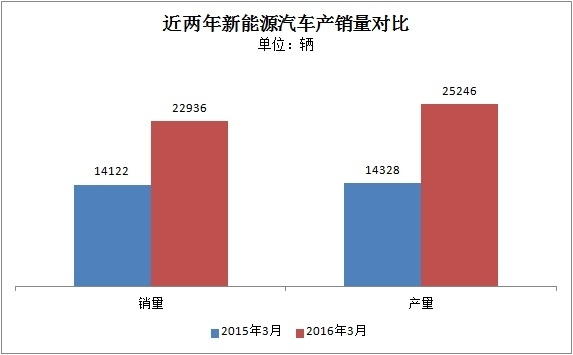 近两年新能源汽车产销量对比
单位：辆
25246
22936
14122
14328
销量
产量
2015年3月
2016年3月